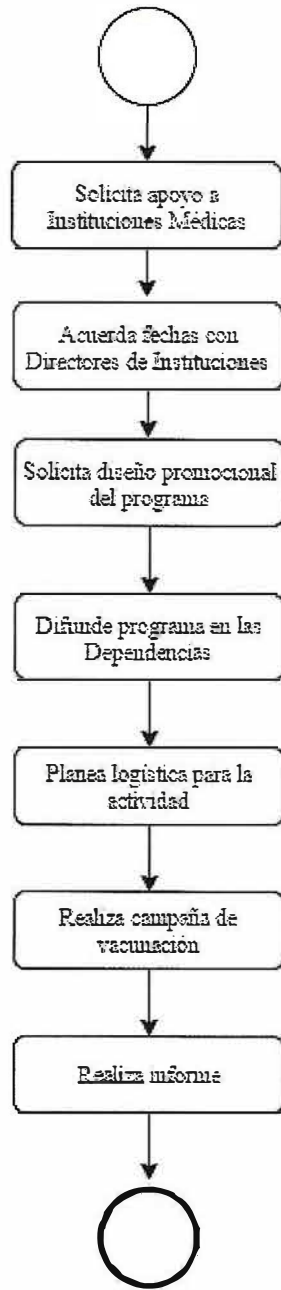 Solicita apoyo a
Instituciones Médicas
Acuerda fechas con
Directores de Instituciones
Solicita diseño promocional
del programa
Difunde programa en las
Dependencias
Planea logística para la
actividad
Realiza campaña de
vacunación
Realiza informe